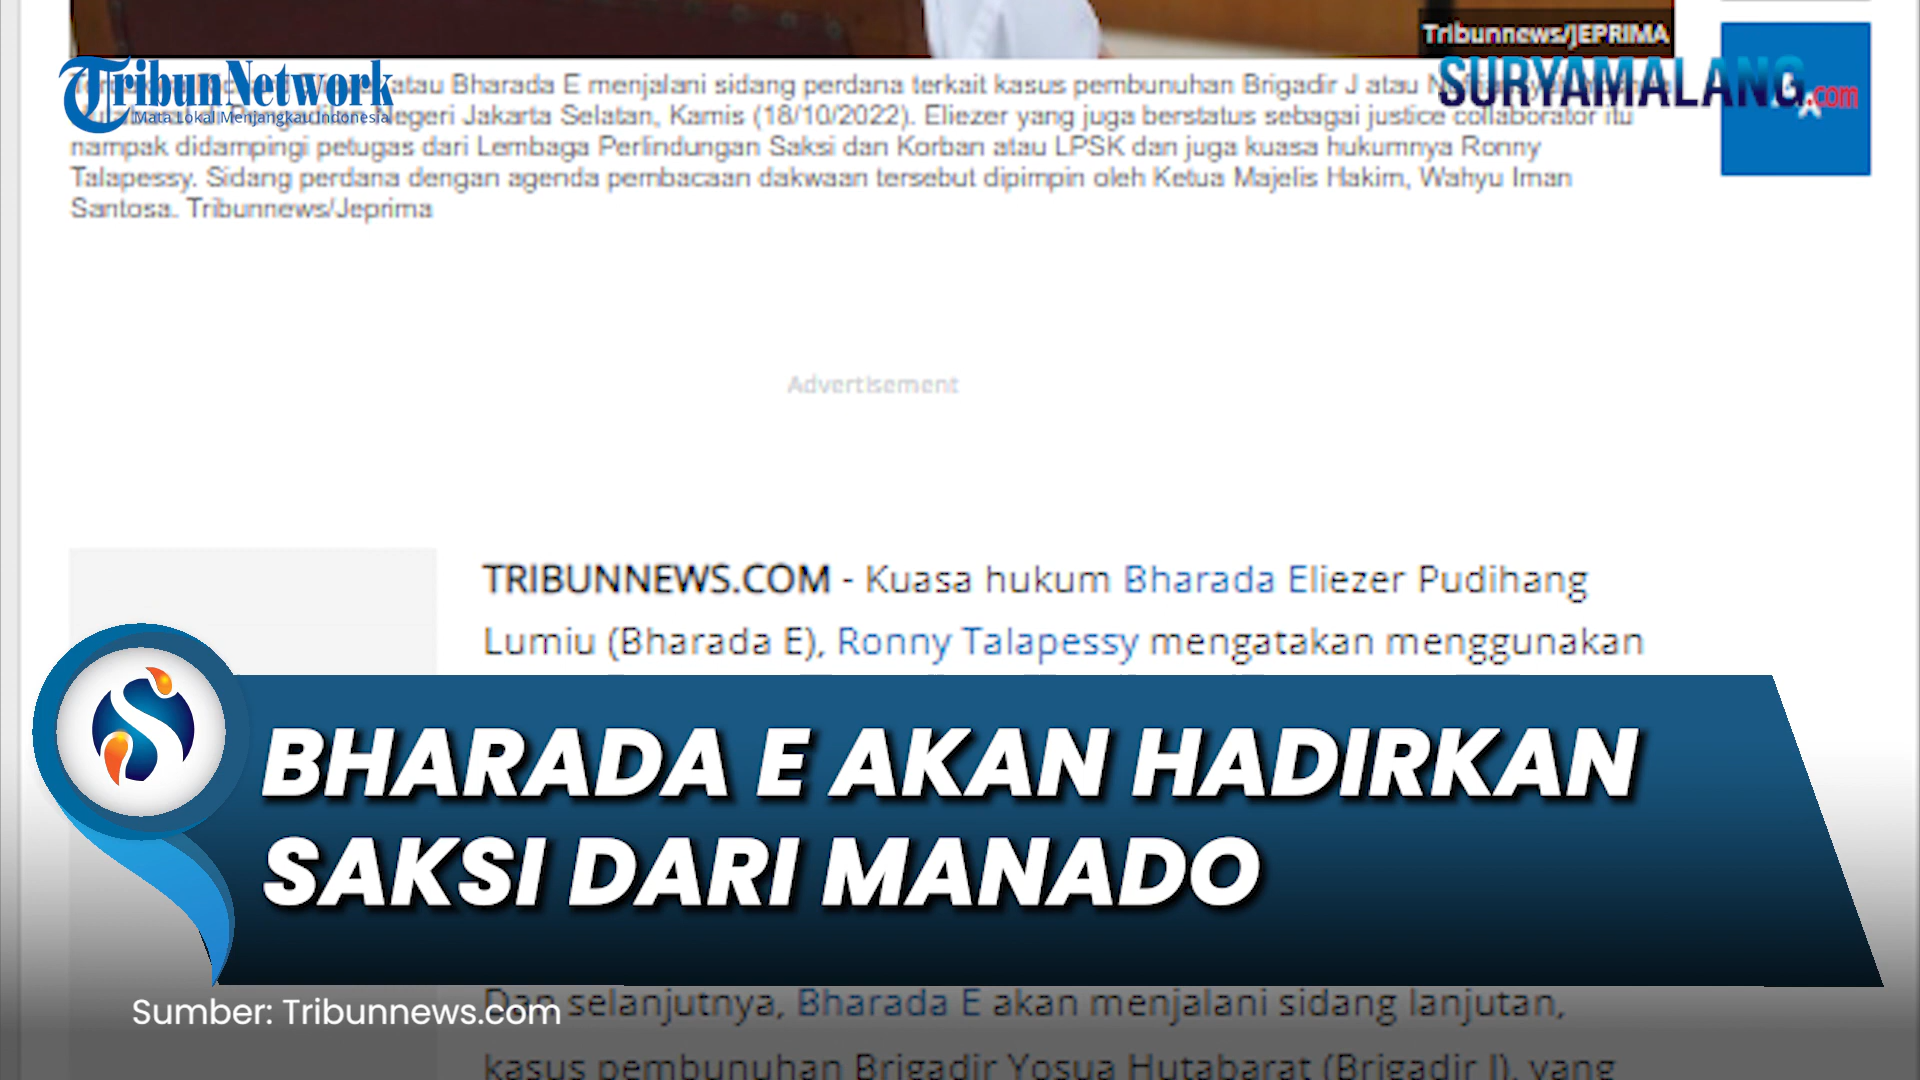 Tribunnews/JEPRIMA
TribunNetwork
Mata Lokal Menjangkau Indonesia
SURYAMALANG.com
atau Bharada E menjalani sidang perdana terkait kasus pembunuhan Brigadir J atau
Negeri Jakarta Selatan, Kamis (18/10/2022). Eliezer yang juga berstatus sebagai justice collaborator itu
nampak didampingi petugas dari Lembaga Perlindungan Saksi dan Korban atau LPSK dan juga kuasa hukumnya Ronny
Talapessy. Sidang perdana dengan agenda pembacaan dakwaan tersebut dipimpin oleh Ketua Majelis Hakim, Wahyu Iman
Santosa. Tribunnews/Jeprima
Advertisement
TRIBUNNEWS.COM - Kuasa hukum Bharada Eliezer Pudihang
Lumiu (Bharada E), Ronny Talapessy mengatakan menggunakan
BHARADA E AKAN HADIRKAN
SAKSI DARI MANADO
Sumber: Tribunnews.com
Dan selanjutnya, Bharada E akan menjalani sidang lanjutan,
kasus pembunuhan Brigadir Yosua Hutabarat (Brigadir J), yang